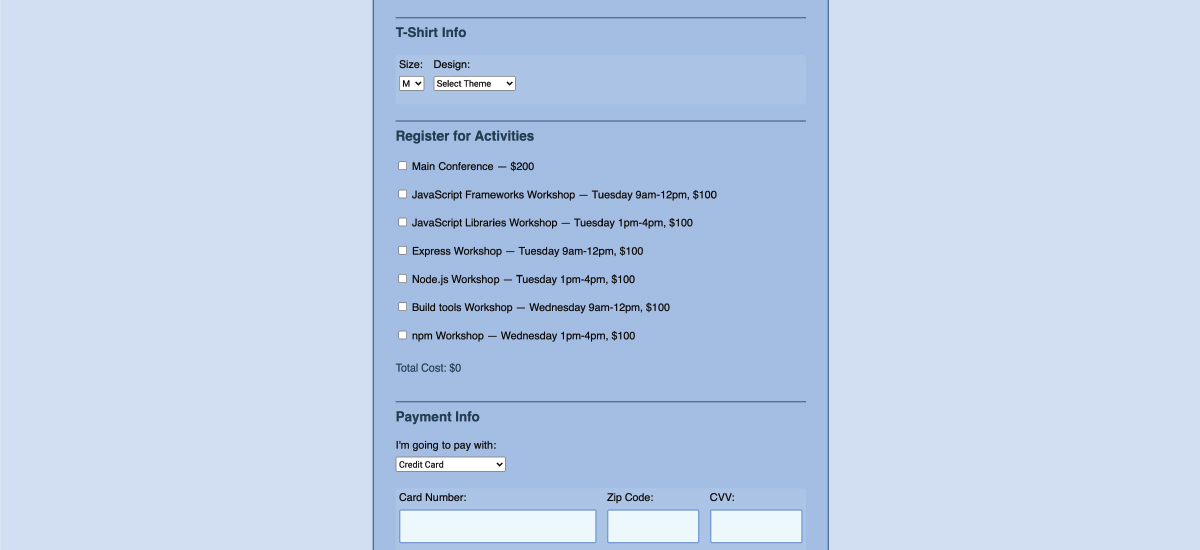 T-Shirt Info
Size: Design:
M Select Theme
Register for Activities
Main Conference — $200
JavaScript Frameworks Workshop — Tuesday 9am-12pm, $100
JavaScript Libraries Workshop — Tuesday 1pm-4pm, $100
Express Workshop — Tuesday 9am-12pm, $100
Node.js Workshop — Tuesday 1pm-4pm, $100
Build tools Workshop — Wednesday 9am-12pm, $100
npm Workshop — Wednesday 1pm-4pm, $100
Total Cost: $0
Payment Info
I'm going to pay with:
Credit Card
Card Number: Zip Code: CVV: